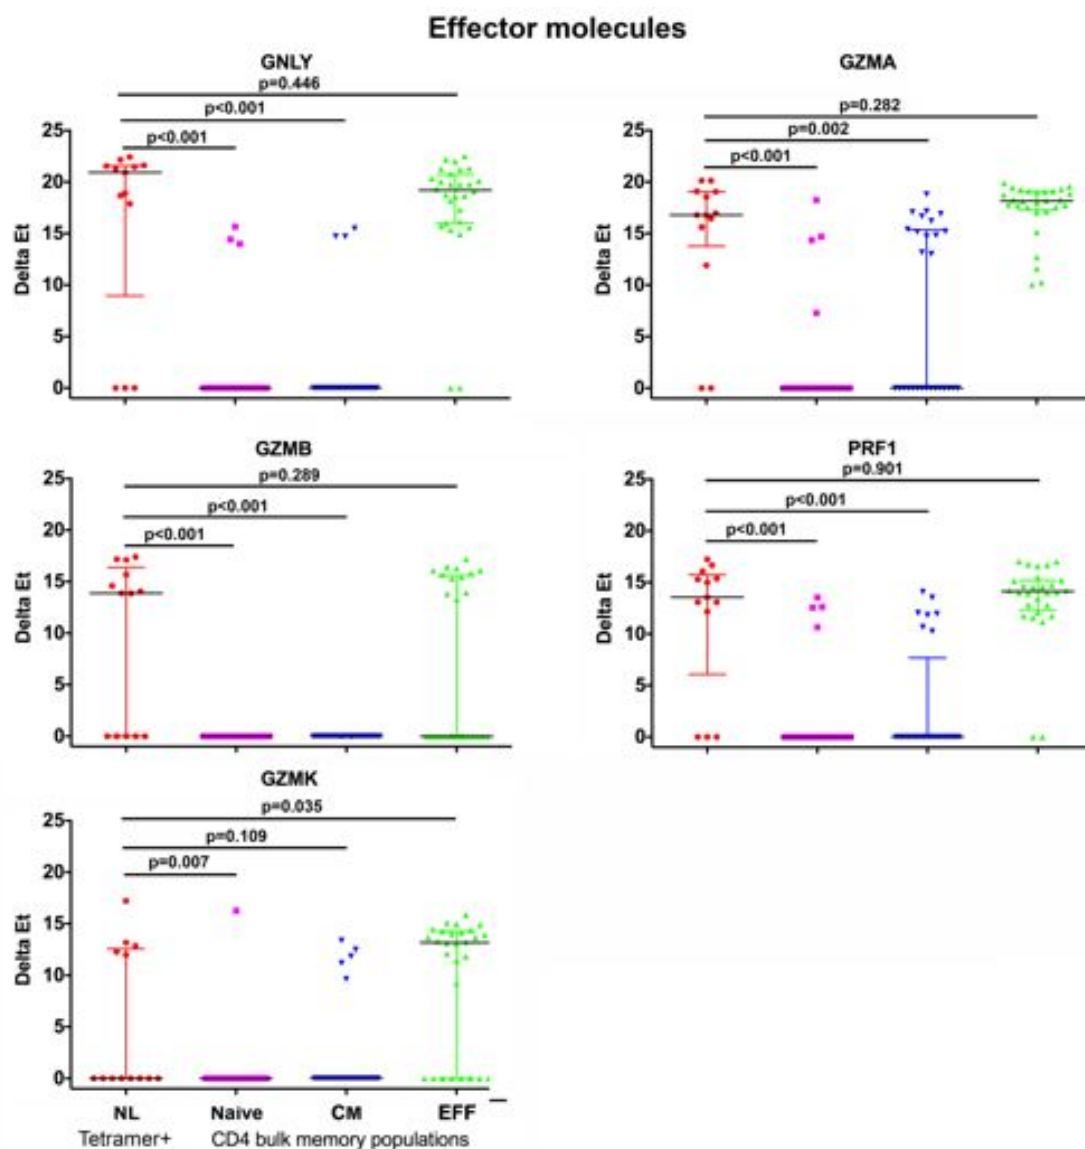 Effector molecules
GNLY
p=0.446
p<0.001
p<0.001
25
20
15
10
5
0
Delta Et
GZMA
p=0.282
p=0.002
p<0.001
25
20
15
10
5
0
Delta Et
GZMB
p=0.289
p<0.001
p<0.001
25
20
15
10
5
0
Delta Et
PRF1
p=0.901
p<0.001
p<0.001
25
20
15
10
5
0
Delta Et
GZMK
p=0.035
p=0.109
p=0.007
25
20
15
10
5
0
Delta Et
NL Naive CM EFF
Tetramer+ CD4 bulk memory populations